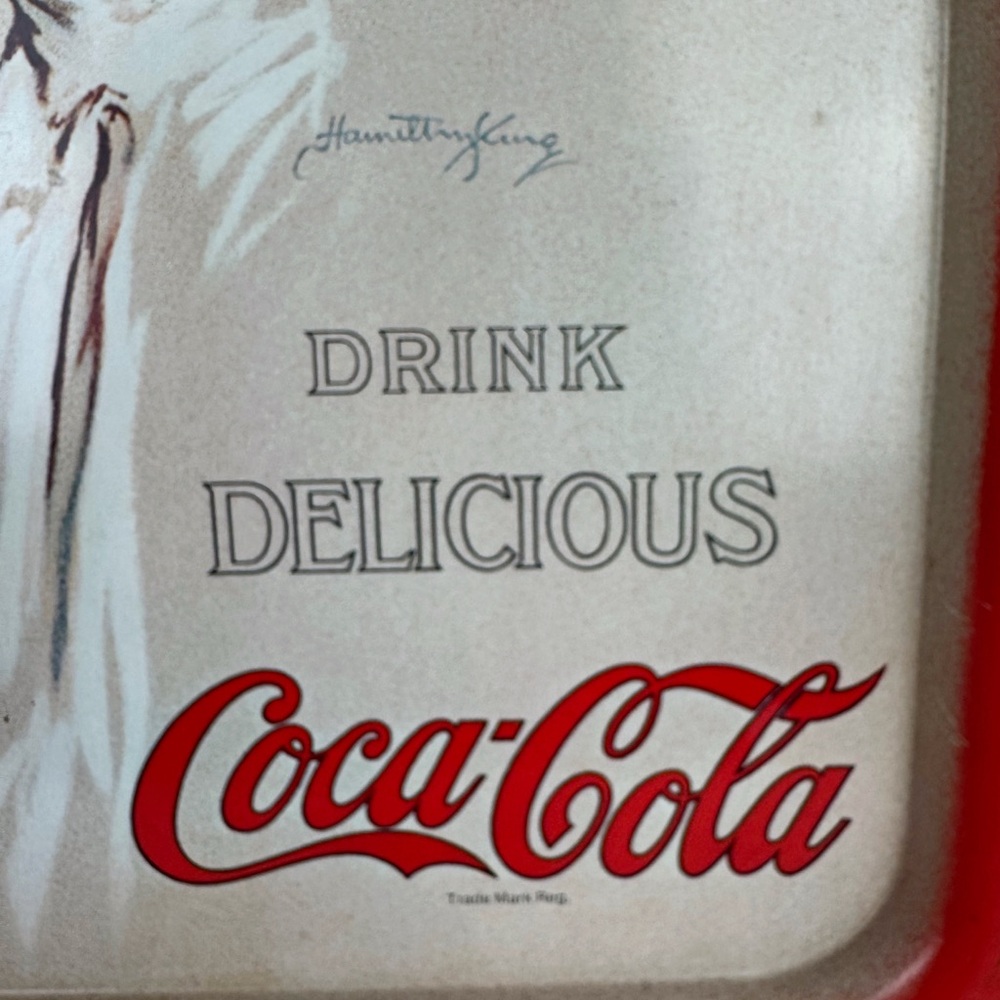 Hamilton King
DRINK
DELICIOUS
Coca-Cola
Trade Mark Reg.